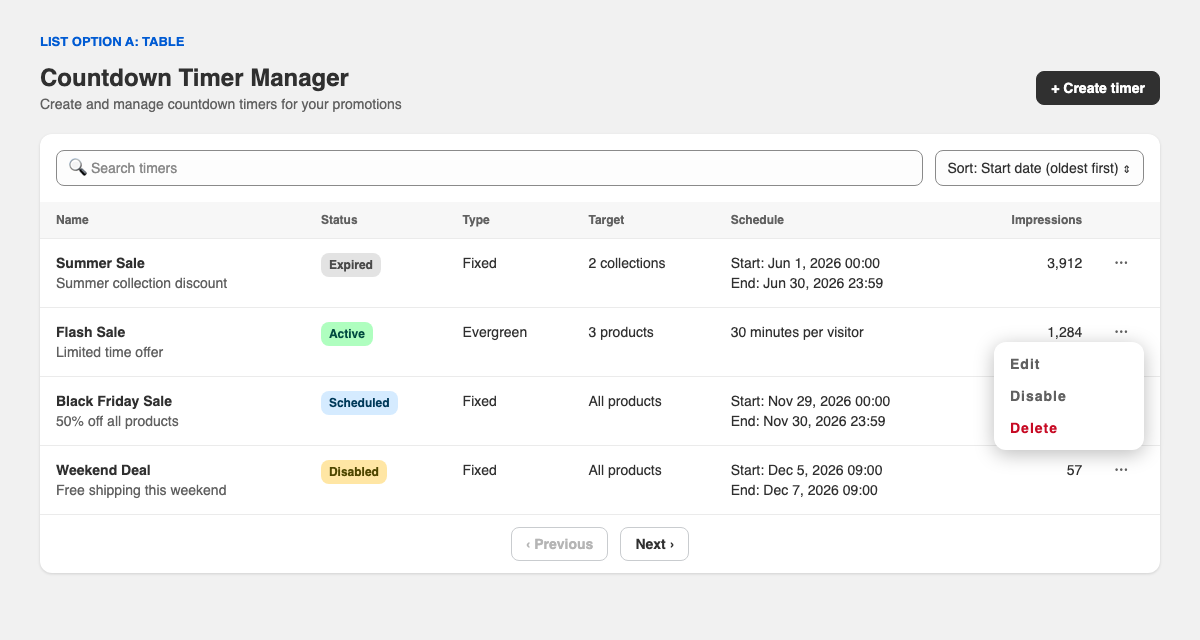 LIST OPTION A: TABLE
Countdown Timer Manager
Create and manage countdown timers for your promotions
+ Create timer
Search timers
Sort: Start date (oldest first)
Name Status Type Target Schedule Impressions
Summer Sale Expired Fixed 2 collections Start: Jun 1, 2026 00:00 3,912 ···
Summer collection discount End: Jun 30, 2026 23:59
Flash Sale Active Evergreen 3 products 30 minutes per visitor 1,284 ···
Limited time offer
Edit
Disable
Delete
Black Friday Sale Scheduled Fixed All products Start: Nov 29, 2026 00:00
50% off all products End: Nov 30, 2026 23:59
Weekend Deal Disabled Fixed All products Start: Dec 5, 2026 09:00 57 ···
Free shipping this weekend End: Dec 7, 2026 09:00
‹ Previous Next ›